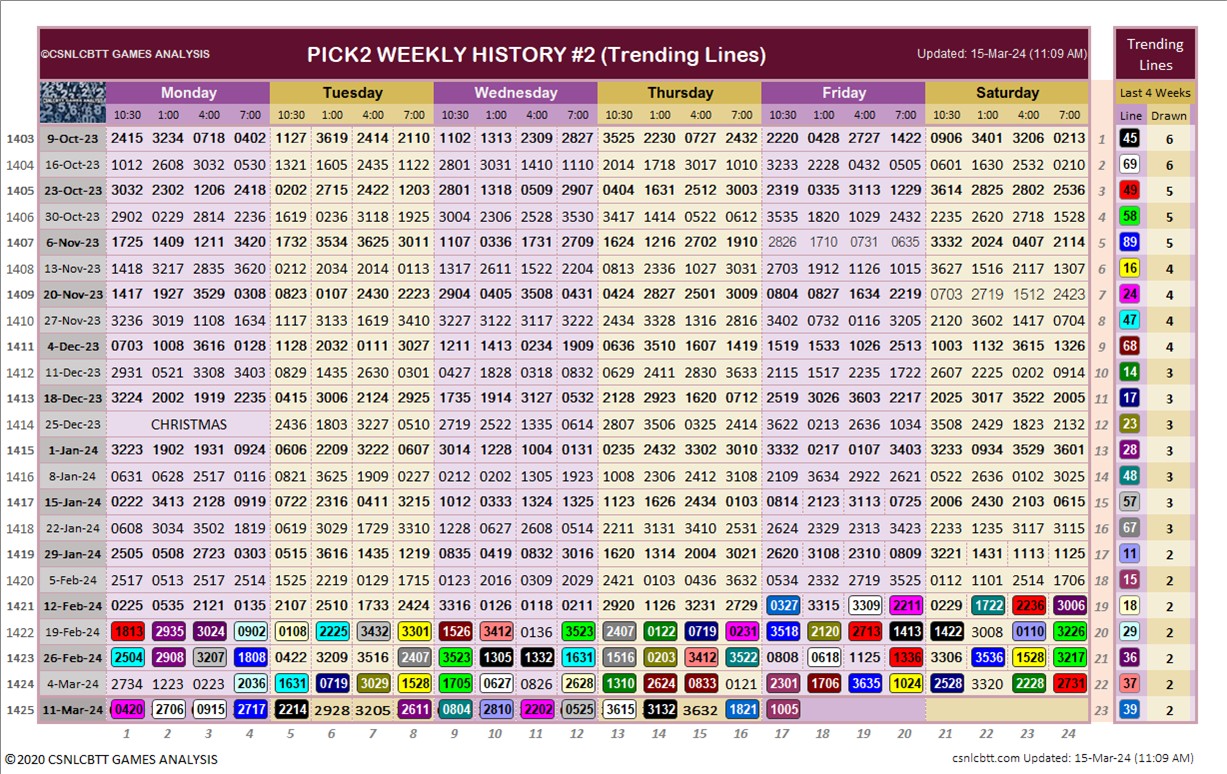 ©CSNLCBTT GAMES ANALYSIS PICK2 WEEKLY HISTORY #2 (Trending Lines) Updated: 15-Mar-24 (11:09 AM) Trending Lines
Monday Tuesday Wednesday Thursday Friday Saturday Last 4 Weeks
10:30 1:00 4:00 7:00 10:30 1:00 4:00 7:00 10:30 1:00 4:00 7:00 10:30 1:00 4:00 7:00 10:30 1:00 4:00 7:00 10:30 1:00 4:00 7:00 Line Drawn
1403 9-Oct-23 2415 3234 0718 0402 1127 3619 2414 2110 1102 1313 2309 2827 3525 2230 0727 2432 2220 0428 2727 1422 0906 3401 3206 0213 1 45 6
1404 16-Oct-23 1012 2608 3032 0530 1321 1605 2435 1122 2801 3031 1410 1110 2014 1718 3017 1010 3233 2228 0432 0505 0601 1630 2532 0210 2 69 6
1405 23-Oct-23 3032 2302 1206 2418 0202 2715 2422 1203 2801 1318 0509 2907 0404 1631 2512 3003 2319 0335 3113 1229 3614 2825 2802 2536 3 49 5
1406 30-Oct-23 2902 0229 2814 2236 1619 0236 3118 1925 3004 2306 2528 3530 3417 1414 0522 0612 3535 1820 1029 2432 2235 2620 2718 1528 4 58 5
1407 6-Nov-23 1725 1409 1211 3420 1732 3534 3625 3011 1107 0336 1731 2709 1624 1216 2702 1910 2826 1710 0731 0635 3332 2024 0407 2114 5 89 5
1408 13-Nov-23 1418 3217 2835 3620 0212 2034 2014 0113 1317 2611 1522 2204 0813 2336 1027 3031 2703 1912 1126 1015 3627 1516 2117 1307 6 16 4
1409 20-Nov-23 1417 1927 3529 0308 0823 0107 2430 2223 2904 0405 3508 0431 0424 2827 0201 3009 0804 0827 1634 2219 0703 2719 1512 2423 7 24 4
1410 27-Nov-23 3236 3019 1108 1634 1117 3133 1619 3410 3227 3122 3117 3222 2434 3328 1316 2816 3402 0732 0116 3205 2120 3602 1417 0704 8 47 4
1411 4-Dec-23 0703 1008 3616 0128 1128 2032 0111 3027 1211 1413 0234 1909 0636 3510 1607 1419 1519 1533 1026 2513 1003 1132 3615 1326 9 68 4
1412 11-Dec-23 2931 0521 3308 3403 0829 1435 2630 0301 0427 1828 0318 0832 0629 2411 2830 3633 2115 1517 2235 1722 2607 2225 0202 0914 10 14 3
1413 18-Dec-23 3224 2002 1919 2235 0415 3006 2124 2925 1735 1914 3127 0532 2128 2923 1620 0712 2519 3026 3603 2217 2025 3017 3522 2005 11 17 3
1414 25-Dec-23 CHRISTMAS 2436 1803 3227 0510 2719 2522 1335 0614 2807 3506 0325 2414 3622 0213 2636 1034 3508 2429 1823 2132 12 23 3
1415 1-Jan-24 3223 1902 1931 0924 0606 2209 3222 0607 3014 1228 1004 0131 0235 2432 3302 3010 3332 0217 0107 3403 3233 0934 3529 3601 13 28 3
1416 8-Jan-24 0631 0628 2517 0116 0821 3625 1909 0221 0212 0202 1305 1923 1008 2306 2412 3108 2109 3134 2922 2621 0522 2636 0102 3025 14 48 3
1417 15-Jan-24 0222 3413 2128 0919 0722 2316 0411 3215 1012 0333 1324 1325 1123 1626 2434 0103 0814 2123 3113 0725 2006 2430 2103 0615 15 57 3
1418 22-Jan-24 0608 3034 3502 1819 0619 3029 1729 3310 1228 0627 2608 0514 2211 3131 3410 2531 2624 2329 2313 3423 2233 1235 3117 3115 16 67 3
1419 29-Jan-24 2505 0508 2723 0303 0515 3616 1435 1219 0835 0419 0832 3016 1620 1314 2004 3021 2620 3108 2310 0809 3221 1431 1113 1125 17 11 2
1420 5-Feb-24 2517 0513 2517 2514 1525 2219 0129 1715 0123 2016 0309 2029 2421 0103 0436 3632 0534 2332 2719 3525 0112 1101 2514 1706 18 15 2
1421 12-Feb-24 0225 0535 2121 0135 2107 2510 1733 2424 3316 0126 0118 0211 2920 1126 3231 2729 0327 3315 3309 2211 0229 1722 2236 3006 19 18 2
1422 19-Feb-24 1813 2935 3024 0902 0108 2225 3432 3301 1526 3412 0136 3523 2407 0122 0719 0231 3518 2120 2713 1413 1422 3008 0110 3226 20 29 2
1423 26-Feb-24 2504 2908 3207 1808 0422 3209 3516 2407 3523 1305 1332 1631 1516 0203 3412 3522 0808 0618 1125 1336 3306 3536 1528 3217 21 36 2
1424 4-Mar-24 2734 1223 0223 2036 1631 0719 3029 1528 1705 0627 0826 2628 1310 2624 0833 0121 2301 1706 3635 1024 2528 3320 2228 2731 22 37 2
1425 11-Mar-24 0420 2706 0915 2717 2214 2928 3205 2611 0804 2810 2202 0525 3615 3132 3632 1821 1005 23 39 2
1 2 3 4 5 6 7 8 9 10 11 12 13 14 15 16 17 18 19 20 21 22 23 24
©2020 CSNLCBTT GAMES ANALYSIS csnlcbtt.com Updated: 15-Mar-24 (11:09 AM)